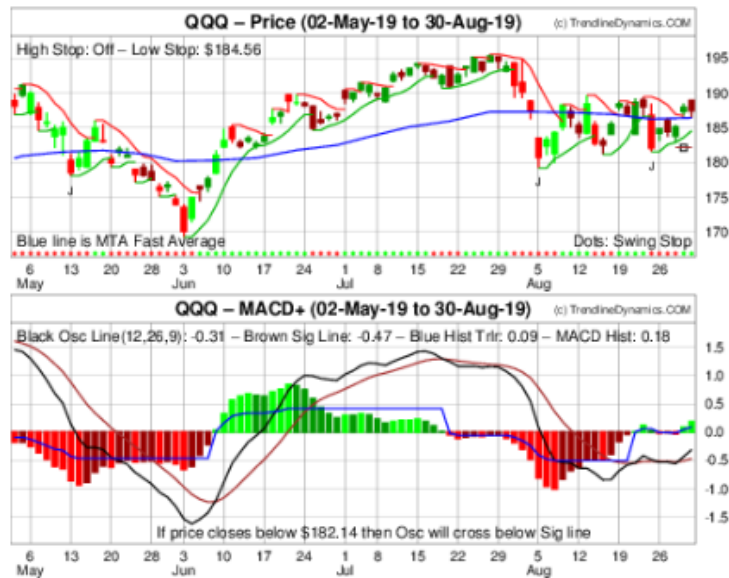 QQQ – Price (02-May-19 to 30-Aug-19) (c) TrendlineDynamics.COM
High Stop: Off – Low Stop: $184.56
195
190
185
180
175
170
J
J
J
B
Blue line is MTA Fast Average Dots: Swing Stop
6 13 20 28 3 10 17 24 1 8 15 22 29 5 12 19 26
May Jun Jul Aug
QQQ – MACD+ (02-May-19 to 30-Aug-19) (c) TrendlineDynamics.COM
Black Osc Line(12,26,9): -0.31 – Brown Sig Line: -0.47 – Blue Hist Trlr: 0.09 – MACD Hist: 0.18
1.5
1.0
0.5
0.0
-0.5
-1.0
-1.5
If price closes below $182.14 then Osc will cross below Sig line
6 13 20 28 3 10 17 24 1 8 15 22 29 5 12 19 26
May Jun Jul Aug